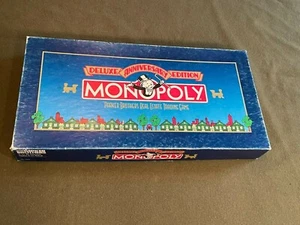 DELUXE ANNIVERSARY EDITION
MONOPOLY
PARKER BROTHERS REAL ESTATE TRADING GAME
MONOPOLY